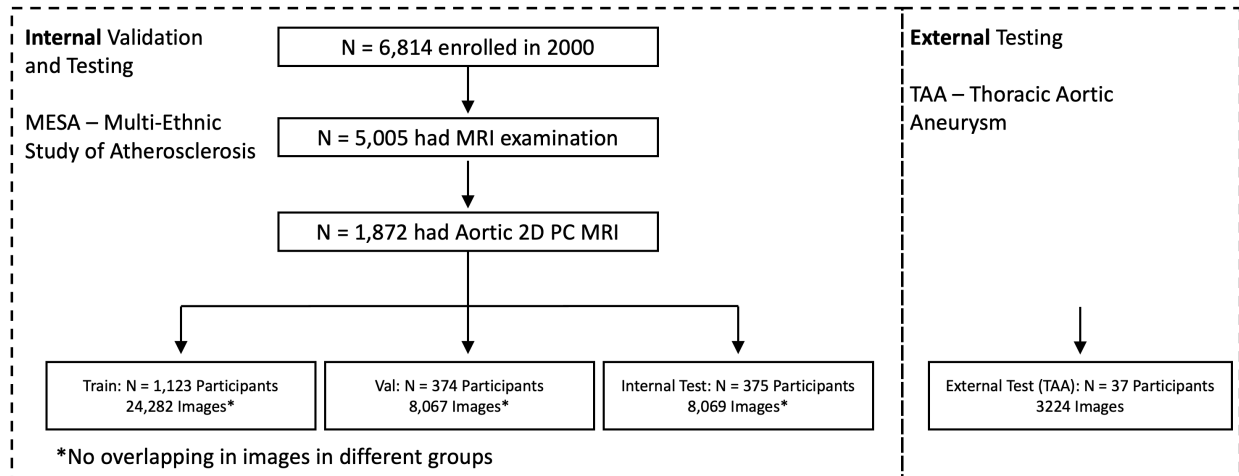 Internal Validation
and Testing
MESA – Multi-Ethnic
Study of Atherosclerosis
N = 6,814 enrolled in 2000
N = 5,005 had MRI examination
N = 1,872 had Aortic 2D PC MRI
Train: N = 1,123 Participants
24,282 Images*
Val: N = 374 Participants
8,067 Images*
Internal Test: N = 375 Participants
8,069 Images*
*No overlapping in images in different groups
External Testing
TAA – Thoracic Aortic
Aneurysm
External Test (TAA): N = 37 Participants
3224 Images